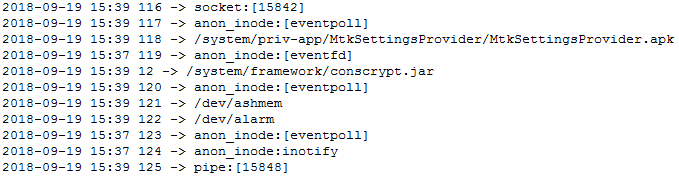 2018-09-19 15:39 116 -> socket:[15842]
2018-09-19 15:39 117 -> anon_inode:[eventpoll]
2018-09-19 15:39 118 -> /system/priv-app/MtkSettingsProvider/MtkSettingsProvider.apk
2018-09-19 15:37 119 -> anon_inode:[eventfd]
2018-09-19 15:39 12 -> /system/framework/conscrypt.jar
2018-09-19 15:39 120 -> anon_inode:[eventpoll]
2018-09-19 15:39 121 -> /dev/ashmem
2018-09-19 15:39 122 -> /dev/alarm
2018-09-19 15:37 123 -> anon_inode:[eventpoll]
2018-09-19 15:37 124 -> anon_inode:inotify
2018-09-19 15:39 125 -> pipe:[15848]